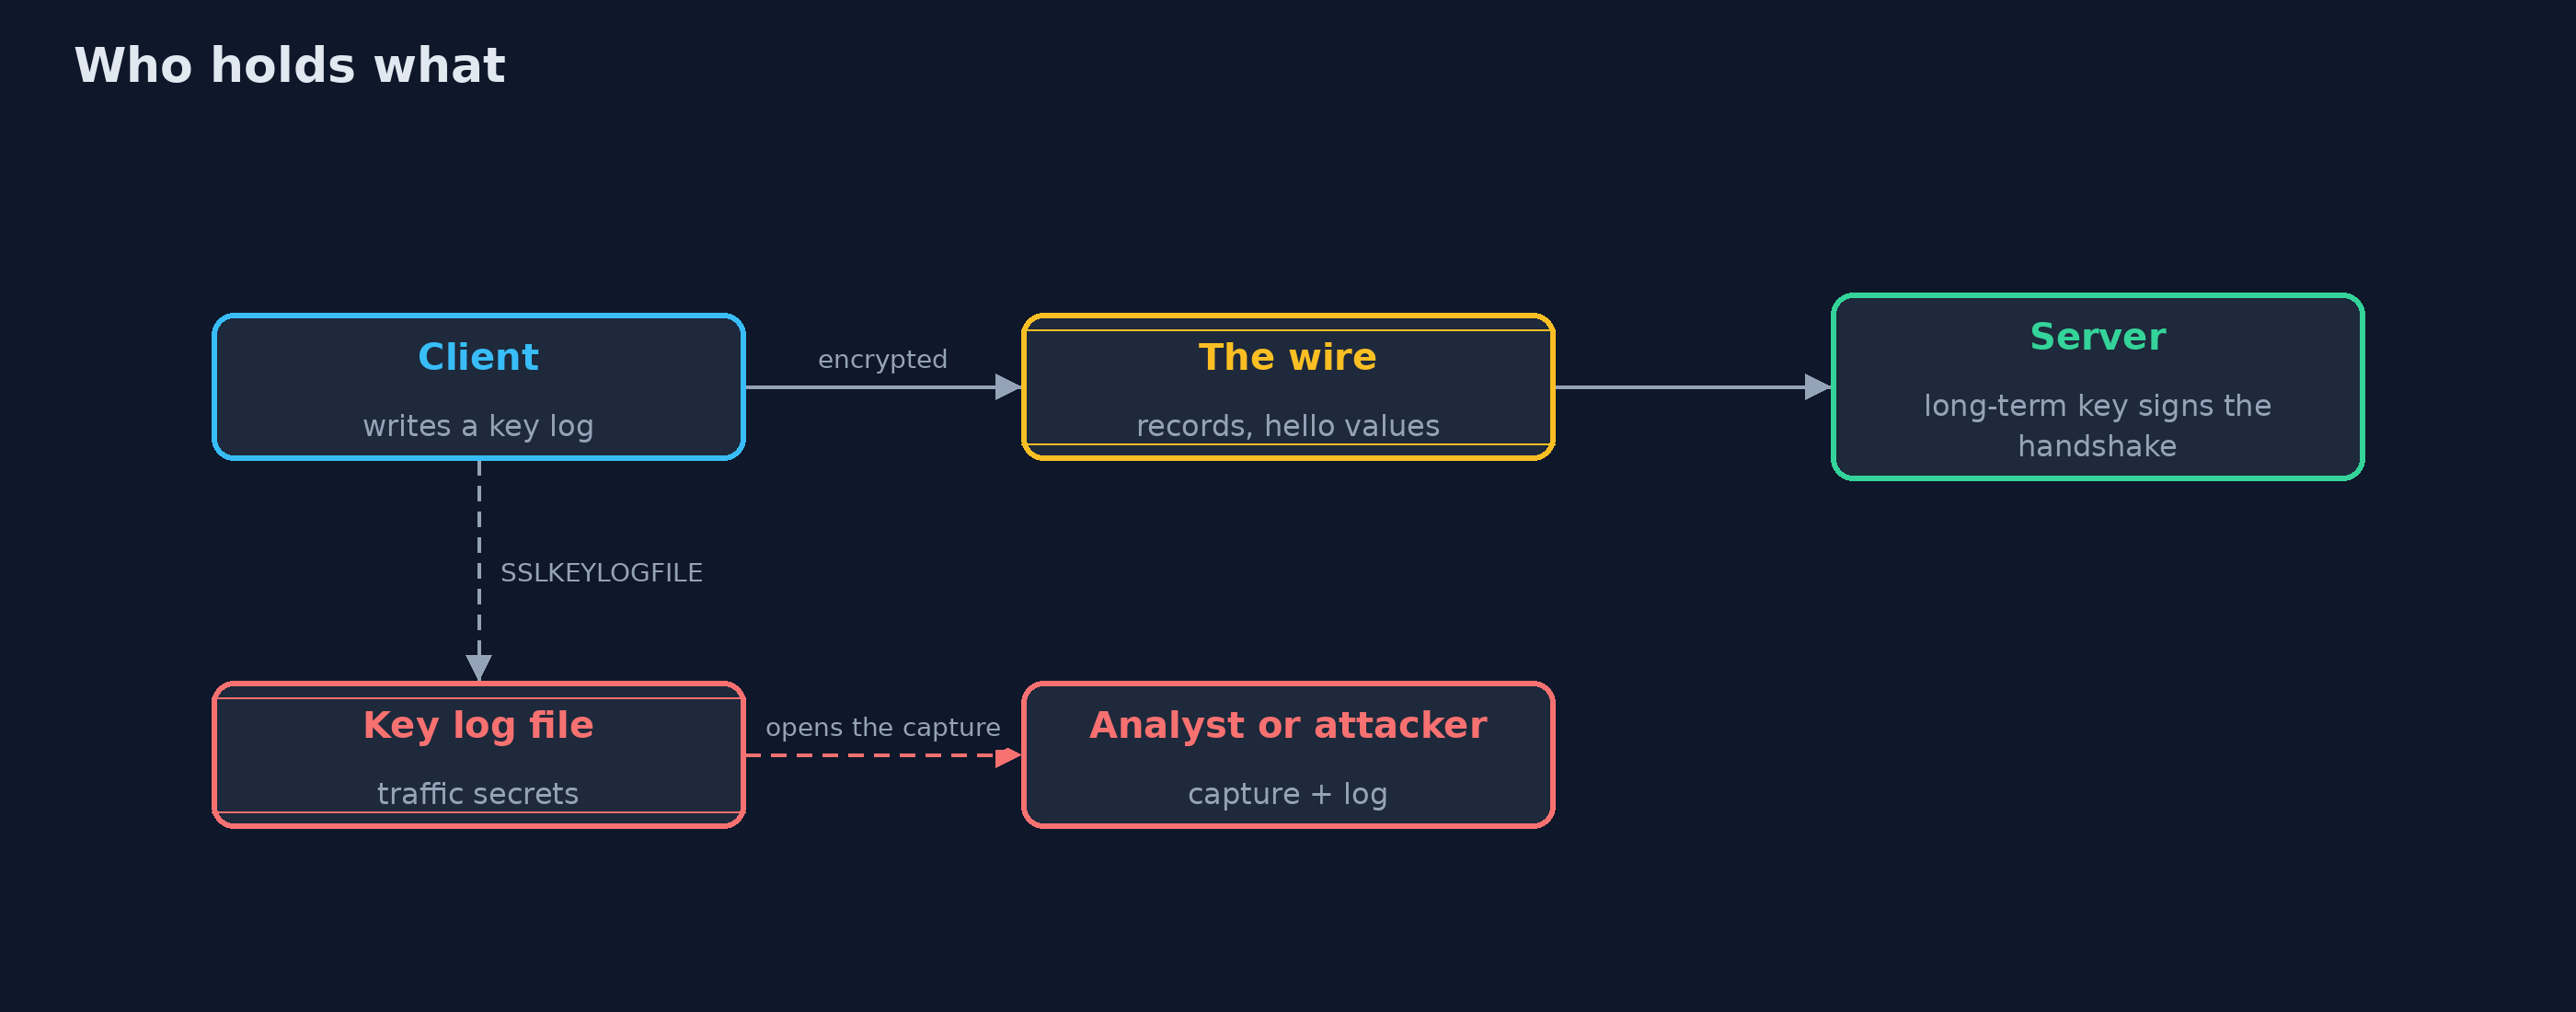 Who holds what
Client
writes a key log
encrypted
The wire
records, hello values
Server
long-term key signs the
handshake
SSLKEYLOGFILE
Key log file
traffic secrets
opens the capture
Analyst or attacker
capture + log